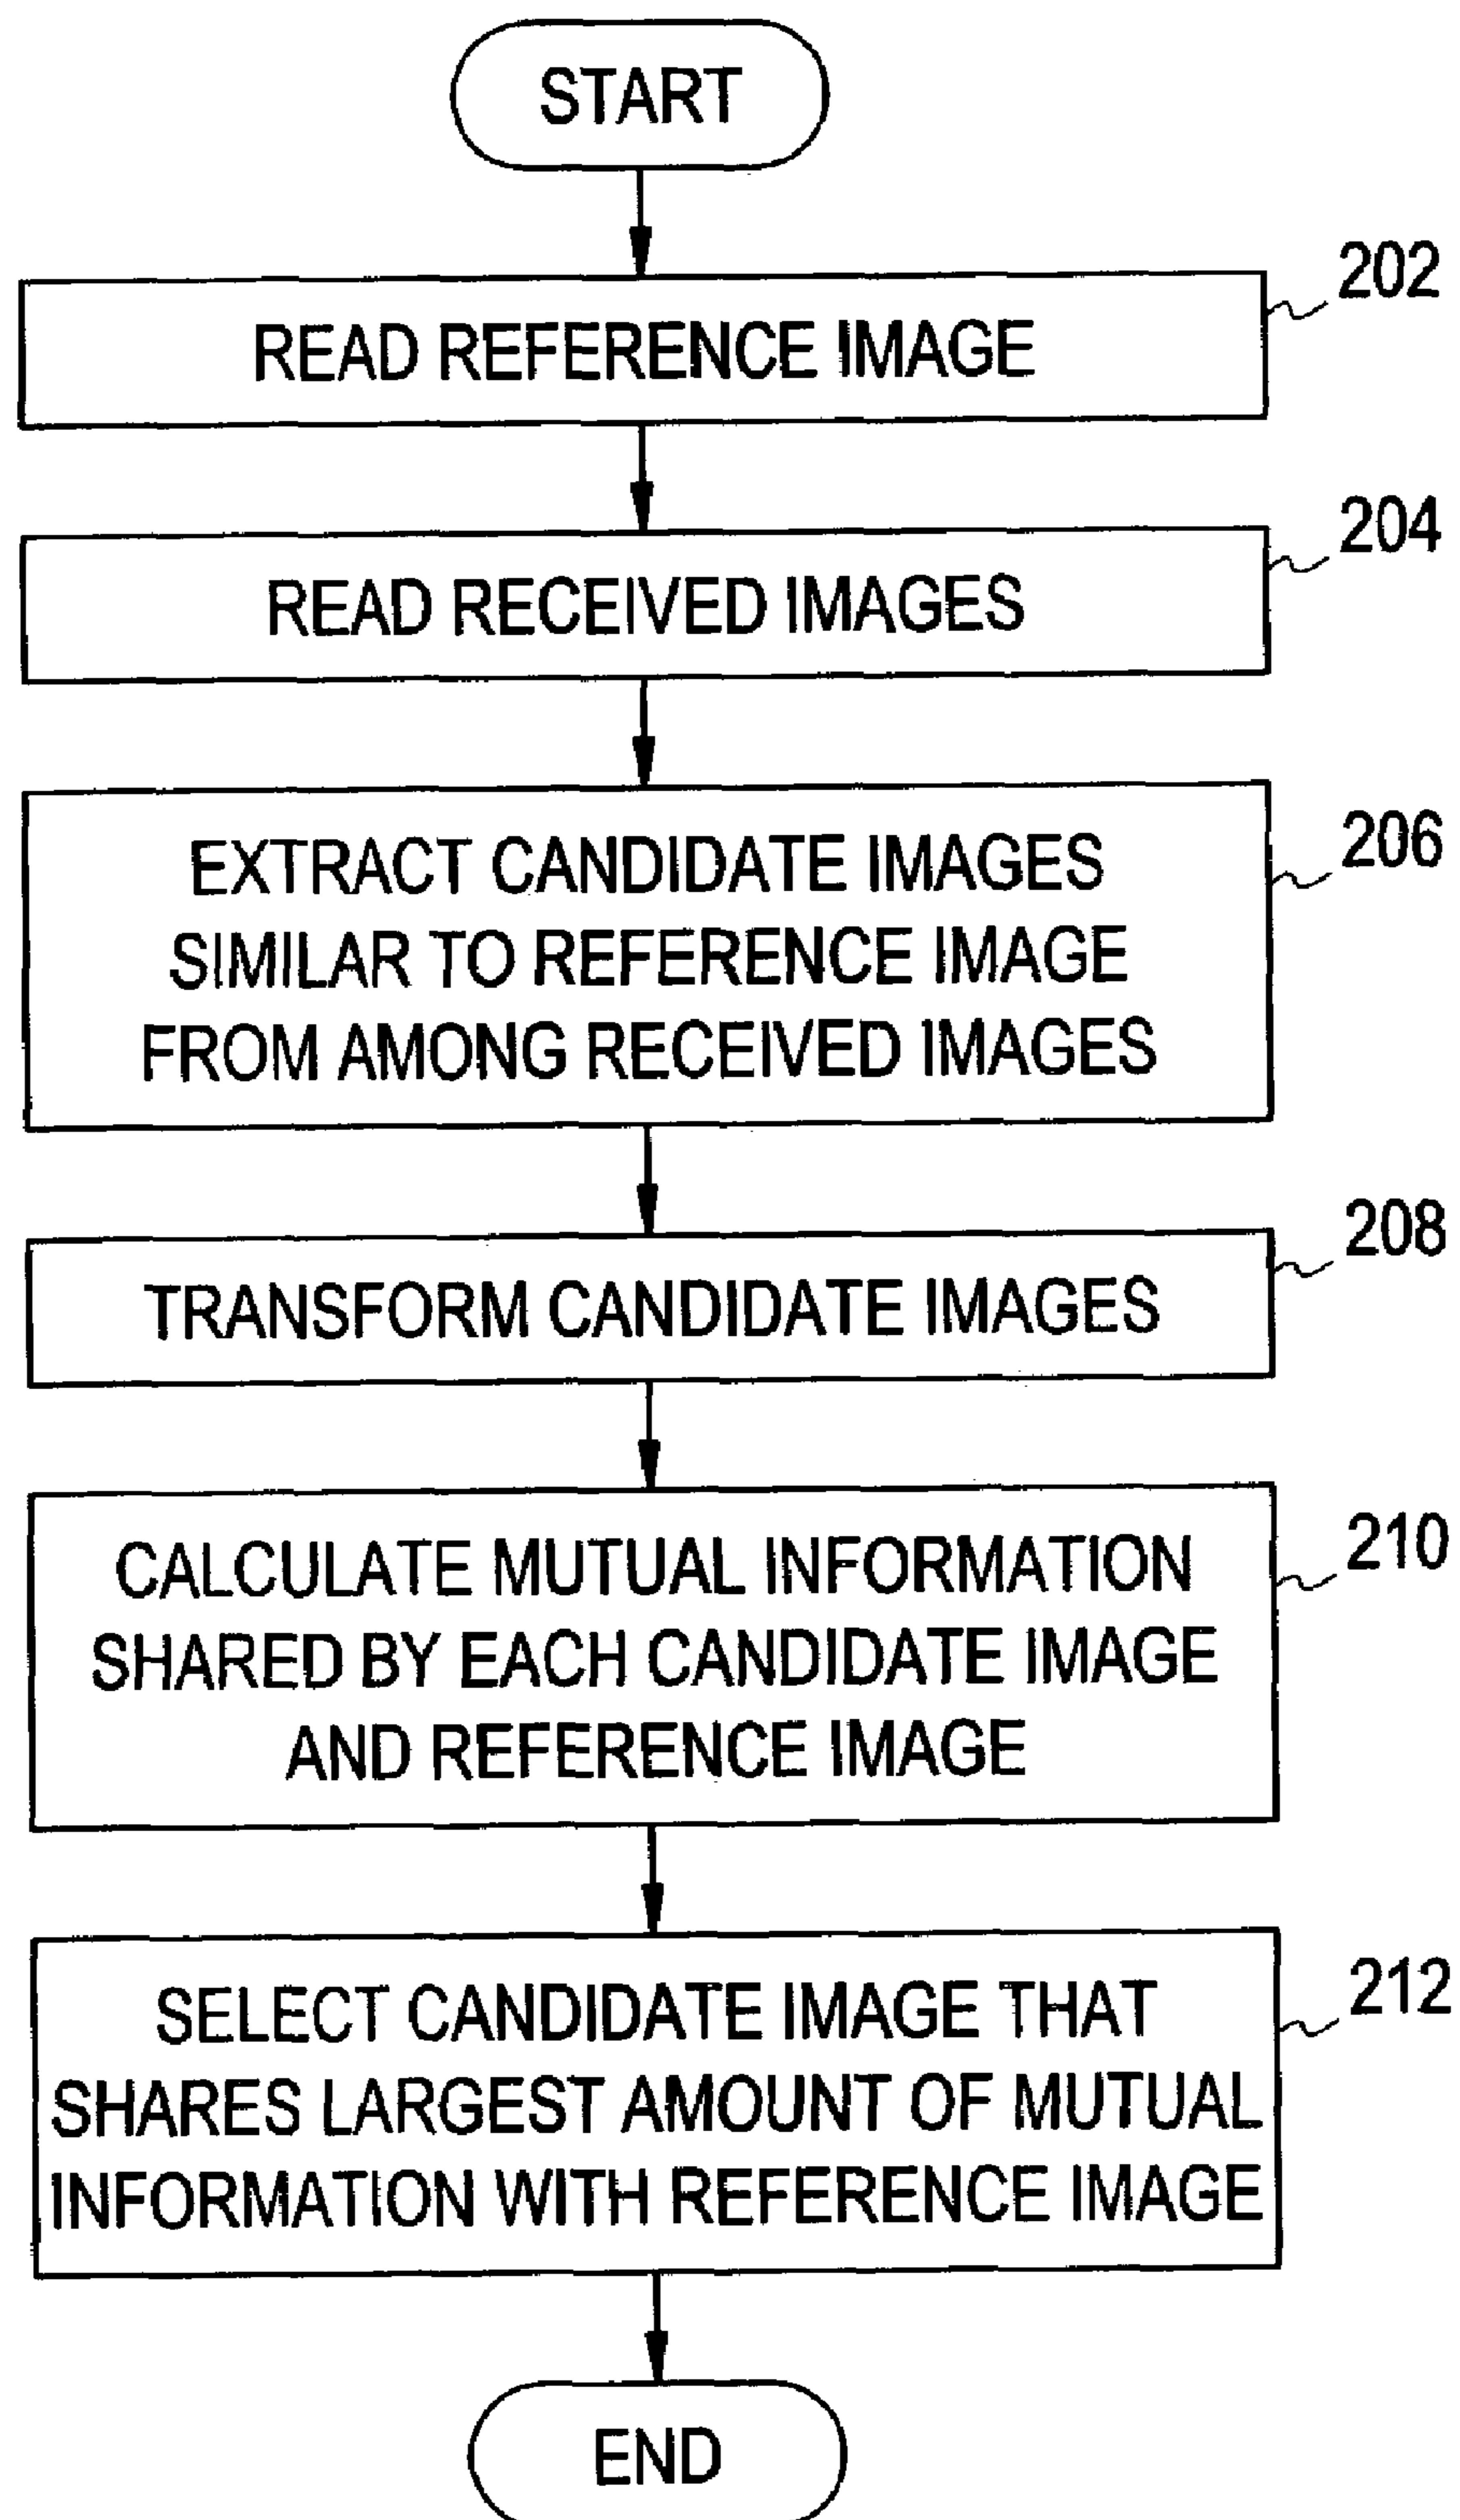 START
202
READ REFERENCE IMAGE
204
READ RECEIVED IMAGES
206
EXTRACT CANDIDATE IMAGES
SIMILAR TO REFERENCE IMAGE
FROM AMONG RECEIVED IMAGES
208
TRANSFORM CANDIDATE IMAGES
210
CALCULATE MUTUAL INFORMATION
SHARED BY EACH CANDIDATE IMAGE
AND REFERENCE IMAGE
212
SELECT CANDIDATE IMAGE THAT
SHARES LARGEST AMOUNT OF MUTUAL
INFORMATION WITH REFERENCE IMAGE
END